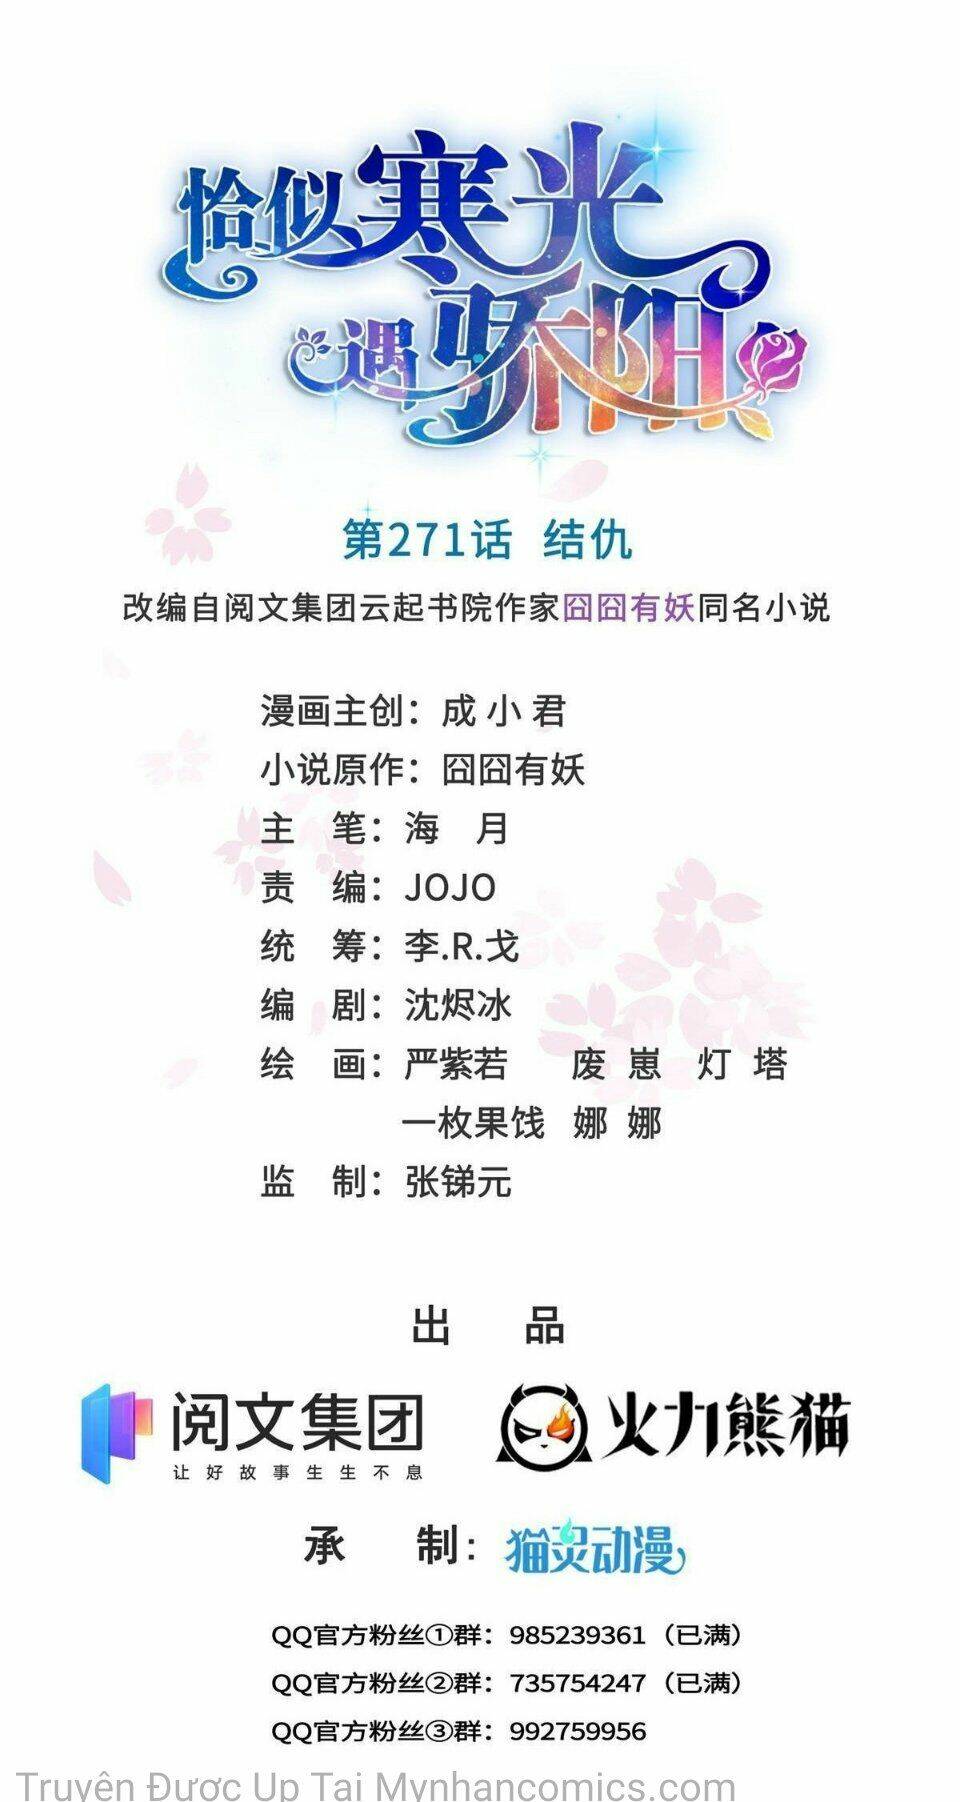 恰似寒光
遇骄阳
第271话 结仇
改编自阅文集团云起书院作家囧囧有妖同名小说
漫画主创：成小君
小说原作：囧囧有妖
主 笔：海 月
责 编：JOJO
统 筹：李.R.戈
编 剧：沈烬冰
绘 画：严紫若 废崽 灯塔
一枚果饯 娜娜
监 制：张锑元
出 品
阅文集团 火力熊猫
让好故事生生不息
承 制：猫灵动漫
QQ官方粉丝①群：985239361（已满）
QQ官方粉丝②群：735754247（已满）
QQ官方粉丝③群：992759956
Truyện Được Up Tại Mynhancomics.com